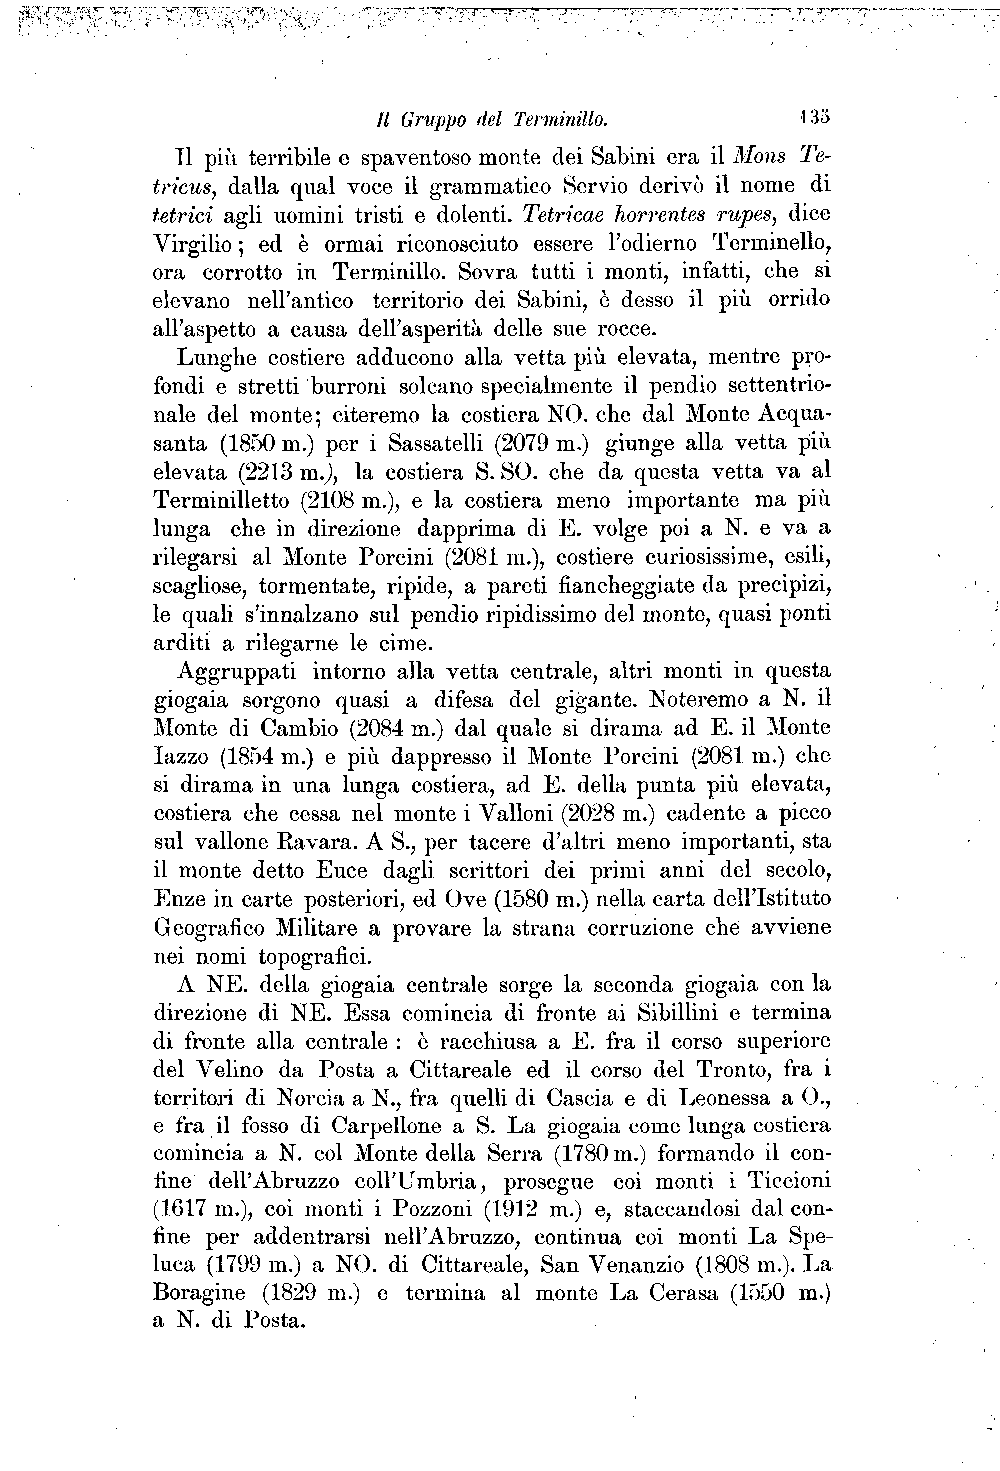 Il Gruppo del Terminillo. 135
Il più terribile e spaventoso monte dei Sabini era il Mons Te-
tricus, dalla qual voce il grammatico Servio derivò il nome di
tetrici agli uomini tristi e dolenti. Tetricae horrentes rupes, dice
Virgilio; ed è ormai riconosciuto essere l'odierno Terminello,
ora corrotto in Terminillo. Sovra tutti i monti, infatti, che si
elevano nell'antico territorio dei Sabini, è desso il più orrido
all'aspetto a causa dell'asperità delle sue rocce.
Lunghe costiere adducono alla vetta più elevata, mentre pro-
fondi e stretti burroni solcano specialmente il pendio settentrio-
nale del monte; citeremo la costiera NO. che dal Monte Acqua-
santa (1850 m.) per i Sassatelli (2079 m.) giunge alla vetta più
elevata (2213 m.), la costiera S. SO. che da questa vetta va al
Terminilletto (2108 m.), e la costiera meno importante ma più
lunga che in direzione dapprima di E. volge poi a N. e va a
rilegarsi al Monte Porcini (2081 m.), costiere curiosissime, esili,
scagliose, tormentate, ripide, a pareti fiancheggiate da precipizi,
le quali s'innalzano sul pendio ripidissimo del monte, quasi ponti
arditi a rilegarne le cime.
Aggruppati intorno alla vetta centrale, altri monti in questa
giogaia sorgono quasi a difesa del gigante. Noteremo a N. il
Monte di Cambio (2084 m.) dal quale si dirama ad E. il Monte
Iazzo (1854 m.) e più dappresso il Monte Porcini (2081 m.) che
si dirama in una lunga costiera, ad E. della punta più elevata,
costiera che cessa nel monte i Valloni (2028 m.) cadente a picco
sul vallone Ravara. A S., per tacere d'altri meno importanti, sta
il monte detto Euce dagli scrittori dei primi anni del secolo,
Enze in carte posteriori, ed Ove (1580 m.) nella carta dell'Istituto
Geografico Militare a provare la strana corruzione che avviene
nei nomi topografici.
A NE. della giogaia centrale sorge la seconda giogaia con la
direzione di NE. Essa comincia di fronte ai Sibillini e termina
di fronte alla centrale : è racchiusa a E. fra il corso superiore
del Velino da Posta a Cittareale ed il corso del Tronto, fra i
territori di Norcia a N., fra quelli di Cascia e di Leonessa a O.,
e fra il fosso di Carpellone a S. La giogaia come lunga costiera
comincia a N. col Monte della Serra (1780 m.) formando il con-
fine dell'Abruzzo coll'Umbria, prosegue coi monti i Ticcioni
(1617 m.), coi monti i Pozzoni (1912 m.) e, staccandosi dal con-
fine per addentrarsi nell'Abruzzo, continua coi monti La Spe-
luca (1799 m.) a NO. di Cittareale, San Venanzio (1808 m.). La
Boragine (1829 m.) e termina al monte La Cerasa (1550 m.)
a N. di Posta.